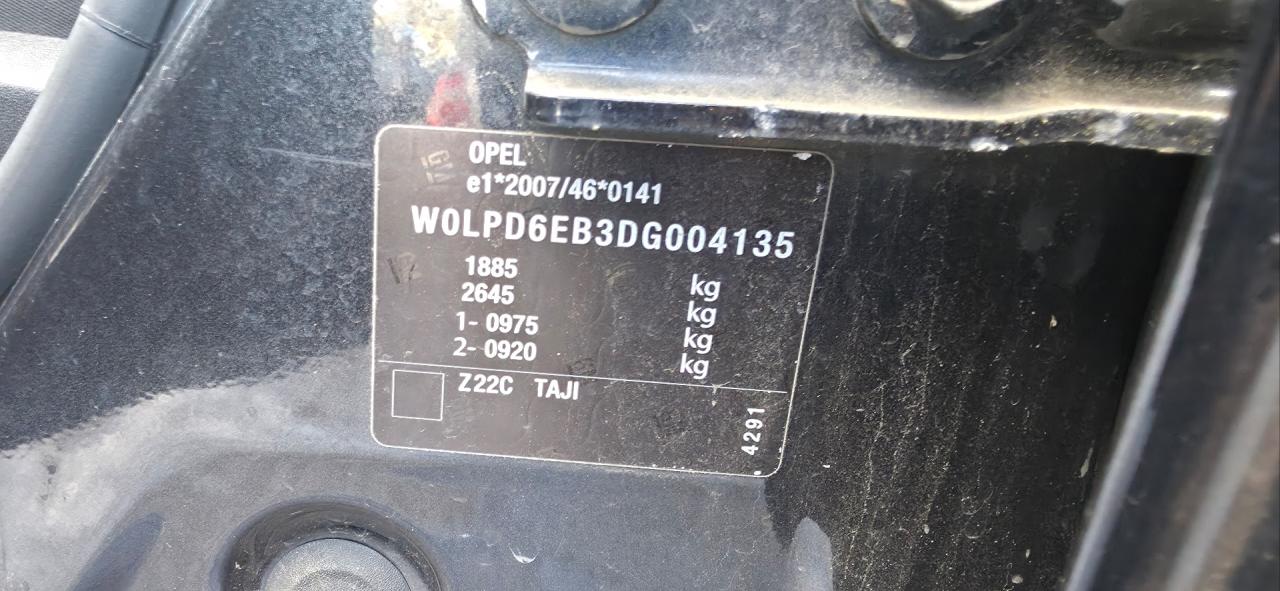 OPEL
e1*2007/46*0141
W0LPD6EB3DG004135
1885 kg
2645 kg
1- 0975 kg
2- 0920 kg
Z22C TAJI
4291